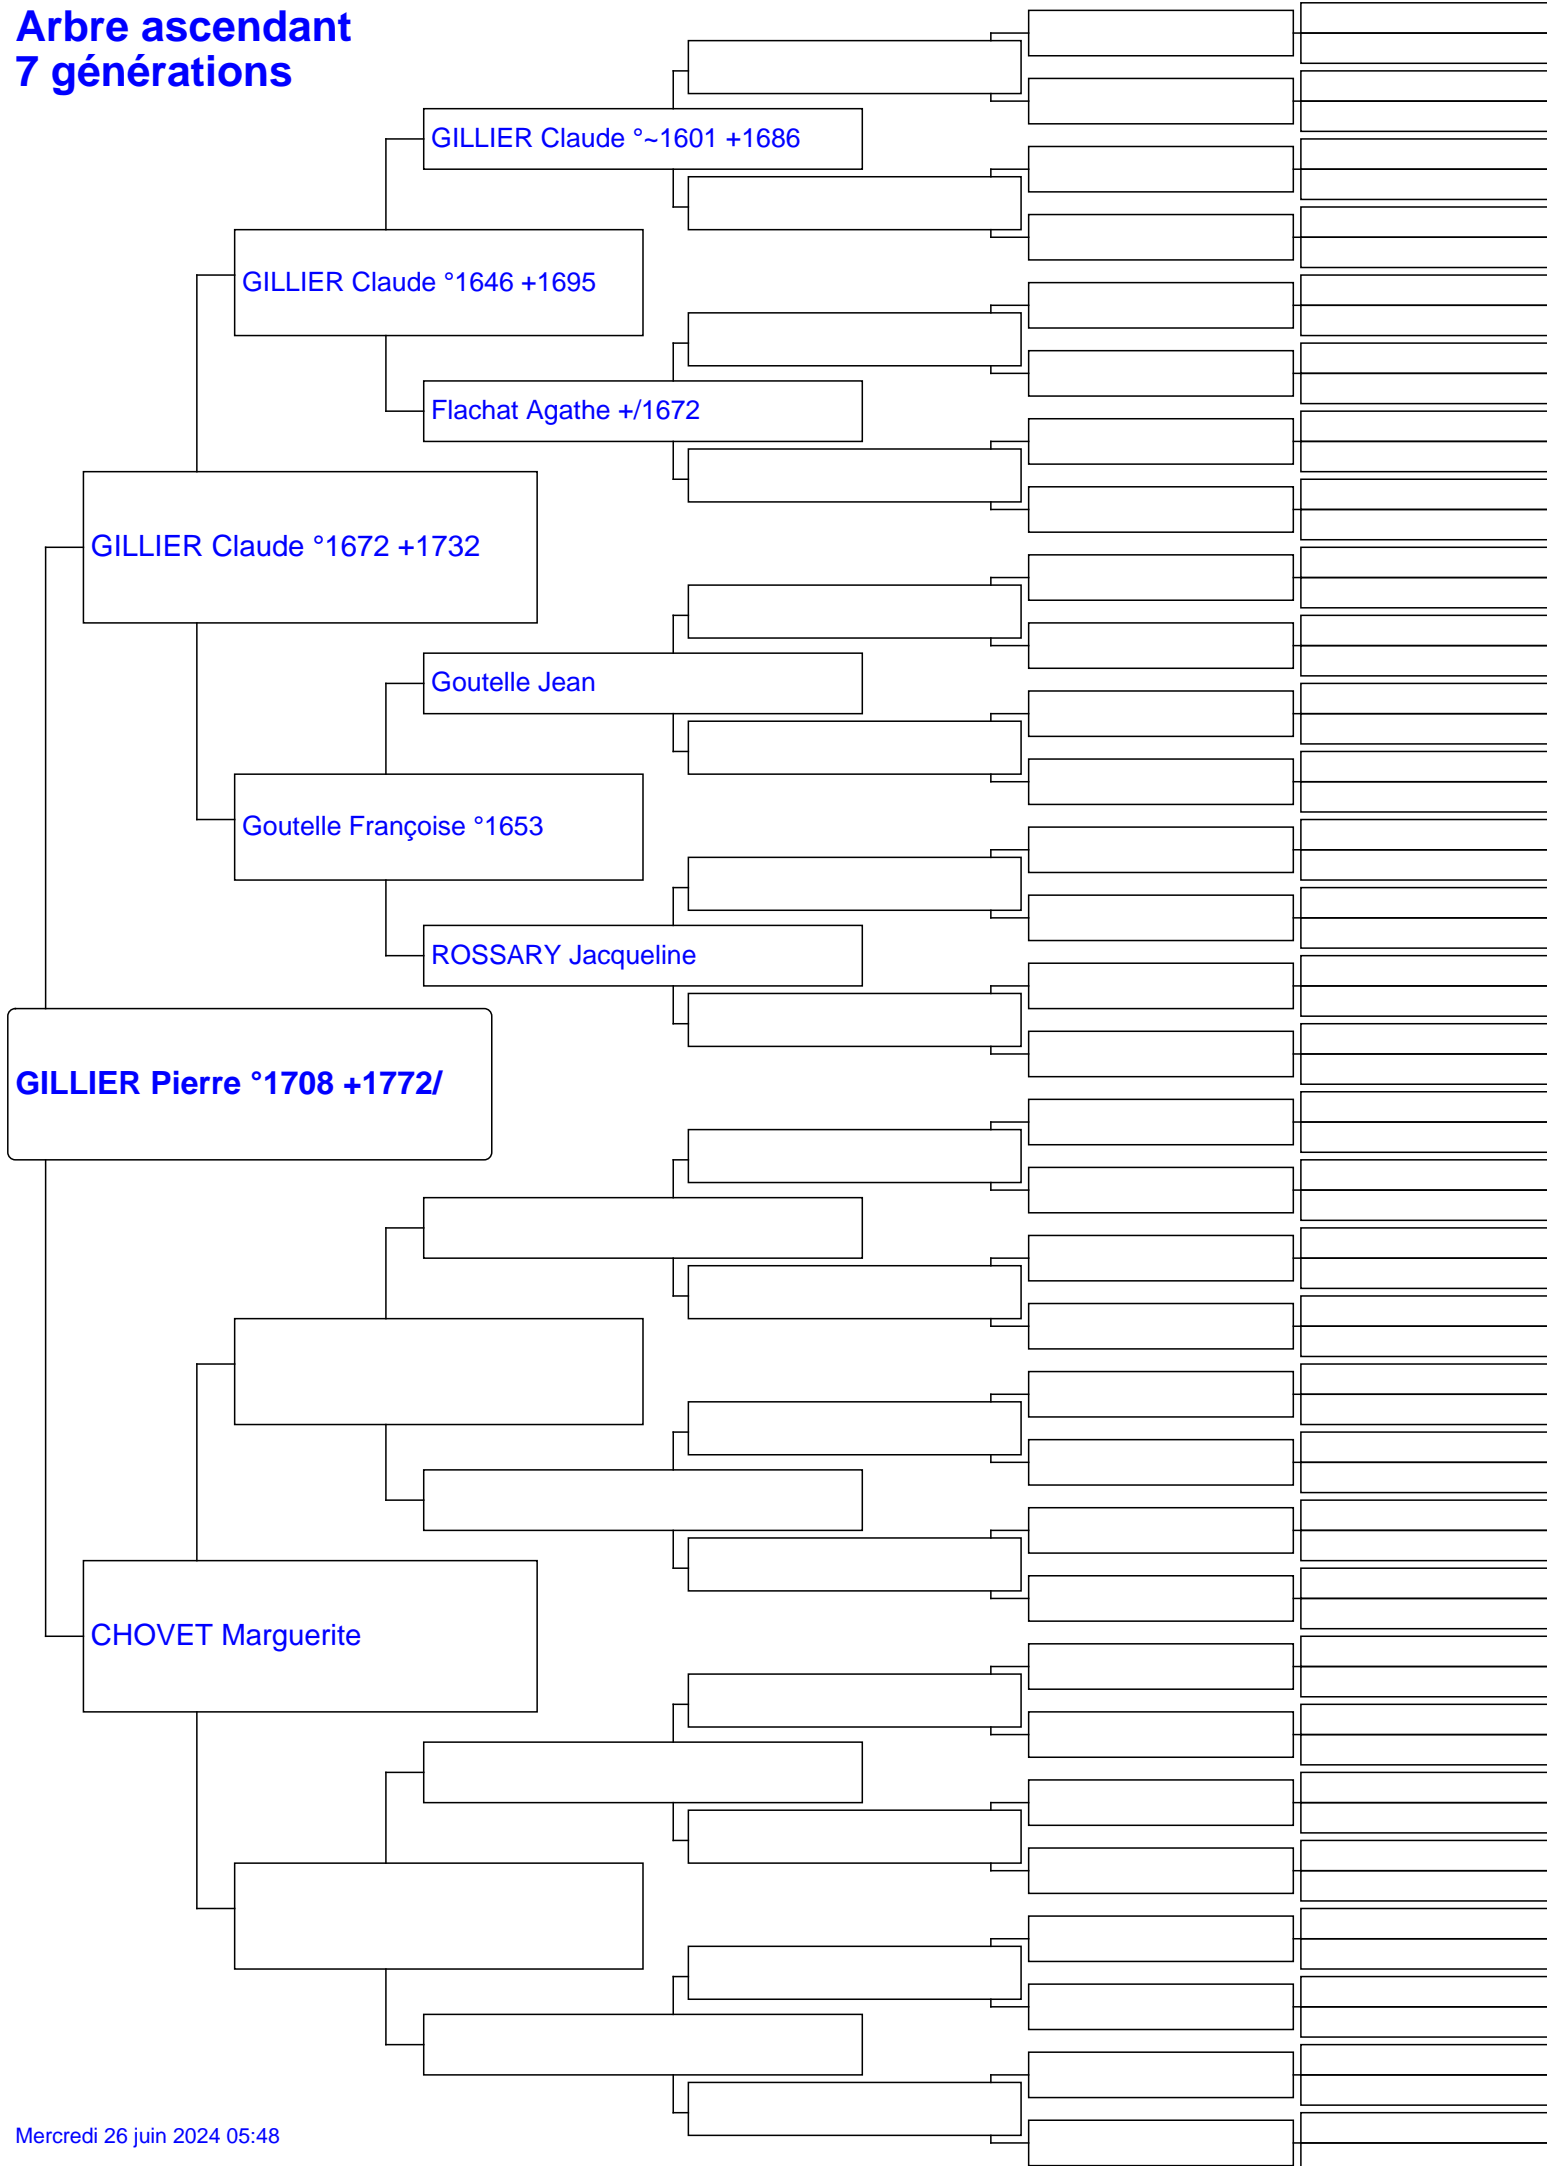 Arbre ascendant
7 générations
GILLIER Claude °~1601 +1686
GILLIER Claude °1646 +1695
Flachat Agathe +/1672
GILLIER Claude °1672 +1732
Goutelle Jean
Goutelle Françoise °1653
ROSSARY Jacqueline
GILLIER Pierre °1708 +1772/
CHOVET Marguerite
Mercredi 26 juin 2024 05:48